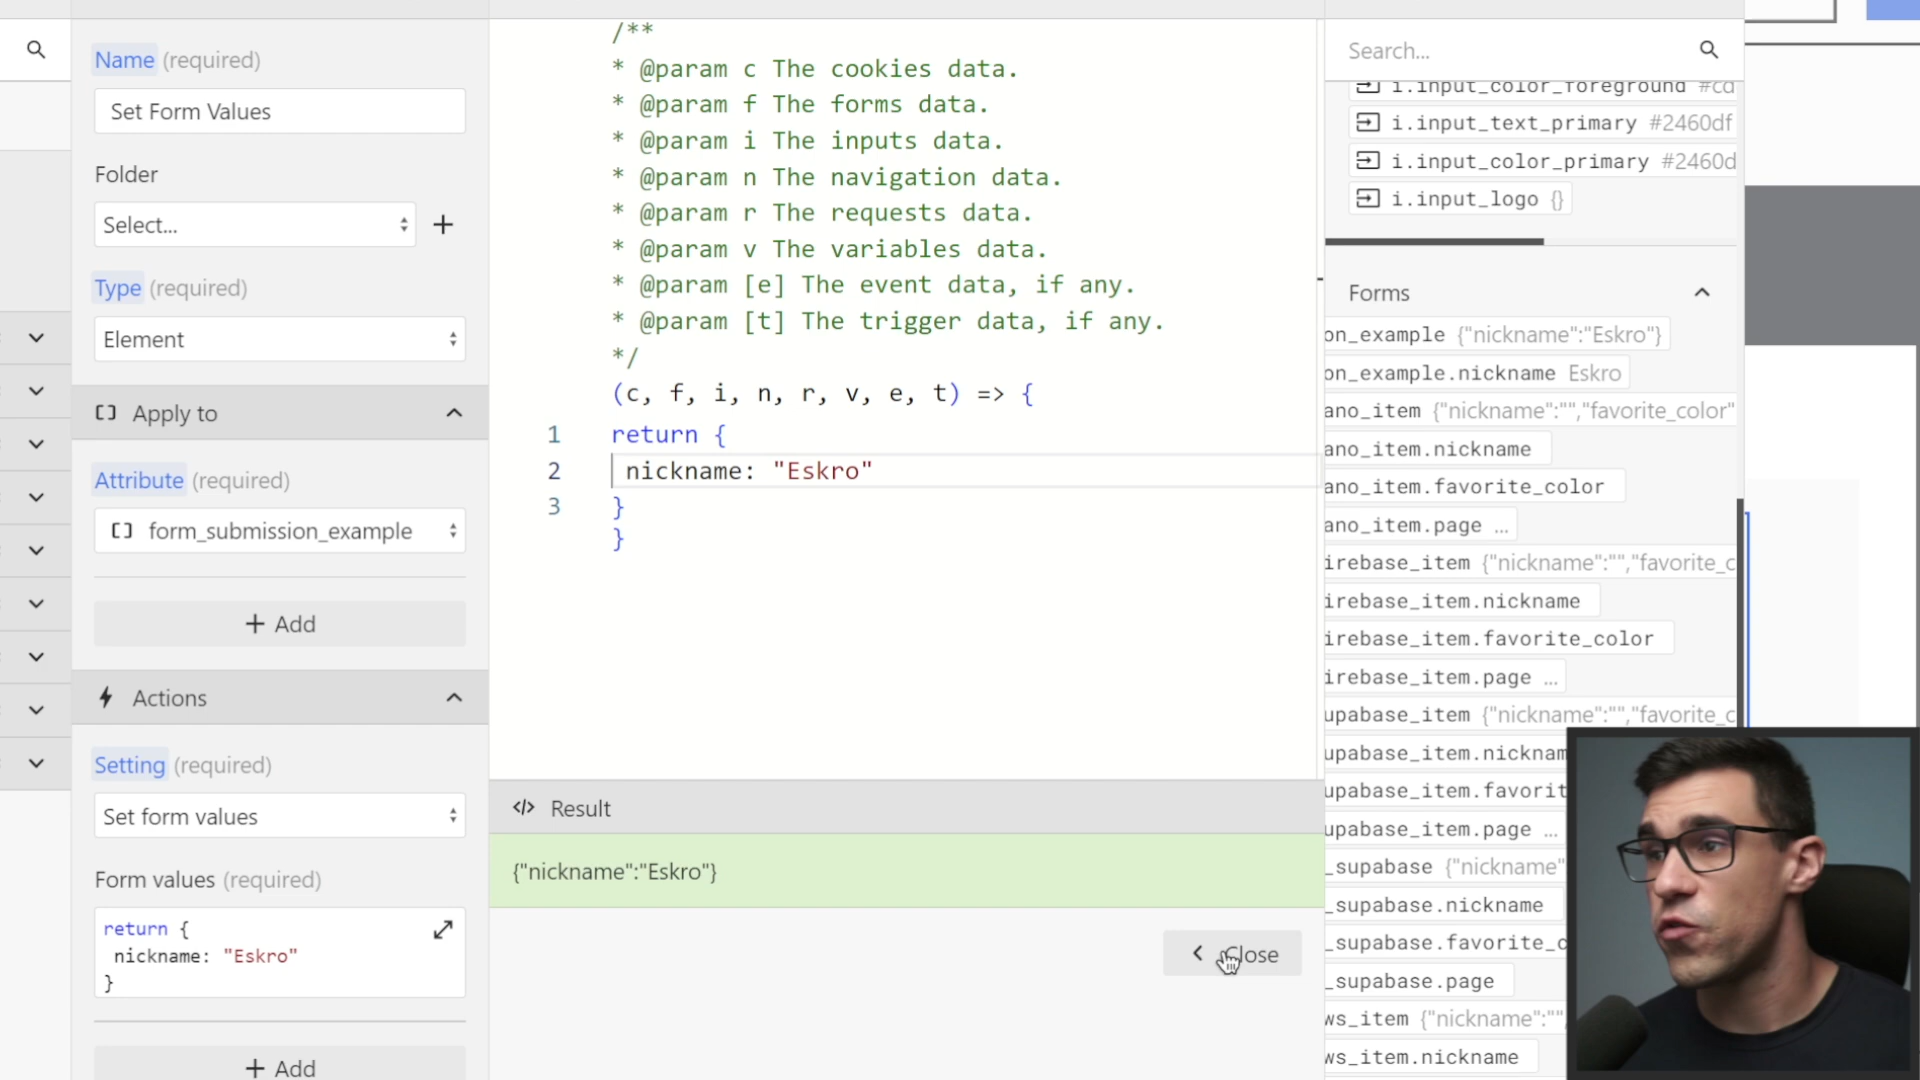 Name (required)
Set Form Values
Folder
Select...
Type (required)
Element
Apply to
Attribute (required)
form_submission_example
+ Add
Actions
Setting (required)
Set form values
Form values (required)
return {
nickname: "Eskro"
}
+ Add
/**
* @param c The cookies data.
* @param f The forms data.
* @param i The inputs data.
* @param n The navigation data.
* @param r The requests data.
* @param v The variables data.
* @param [e] The event data, if any.
* @param [t] The trigger data, if any.
*/
(c, f, i, n, r, v, e, t) => {
1 return {
2 nickname: "Eskro"
3 }
}
</> Result
{"nickname":"Eskro"}
Close
Search...
i.input_color_foreground #cd
i.input_text_primary #2460df
i.input_color_primary #2460d
i.input_logo {}
Forms
on_example {"nickname":"Eskro"}
on_example.nickname Eskro
ano_item {"nickname":"","favorite_color"
ano_item.nickname
ano_item.favorite_color
ano_item.page ...
irebase_item {"nickname":"","favorite_c
irebase_item.nickname
irebase_item.favorite_color
irebase_item.page ...
upabase_item {"nickname":"","favorite_c
upabase_item.nicknam
upabase_item.favorit
upabase_item.page ...
_supabase {"nickname"
_supabase.nickname
_supabase.favorite_c
_supabase.page
ws_item {"nickname":""
ws_item.nickname